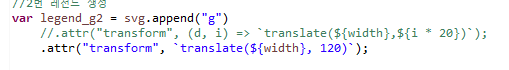 //2번 레전드 생성
var legend_g2 = svg.append("g")
//.attr("transform", (d, i) => `translate(${width},${i * 20})`);
.attr("transform", `translate(${width}, 120)`);